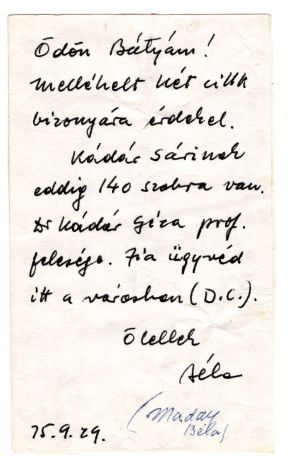 Ödön Bátyám!
Mellékelt két cikk
bizonyára érdekel.
Kádár Sárinak
eddig 140 szobra van.
Dr Kádár Géza prof.
felesége. Fia ügyvéd
itt a városban (D.C.).
Ölellek
Béla
(Maday
Béla)
75.9.29.